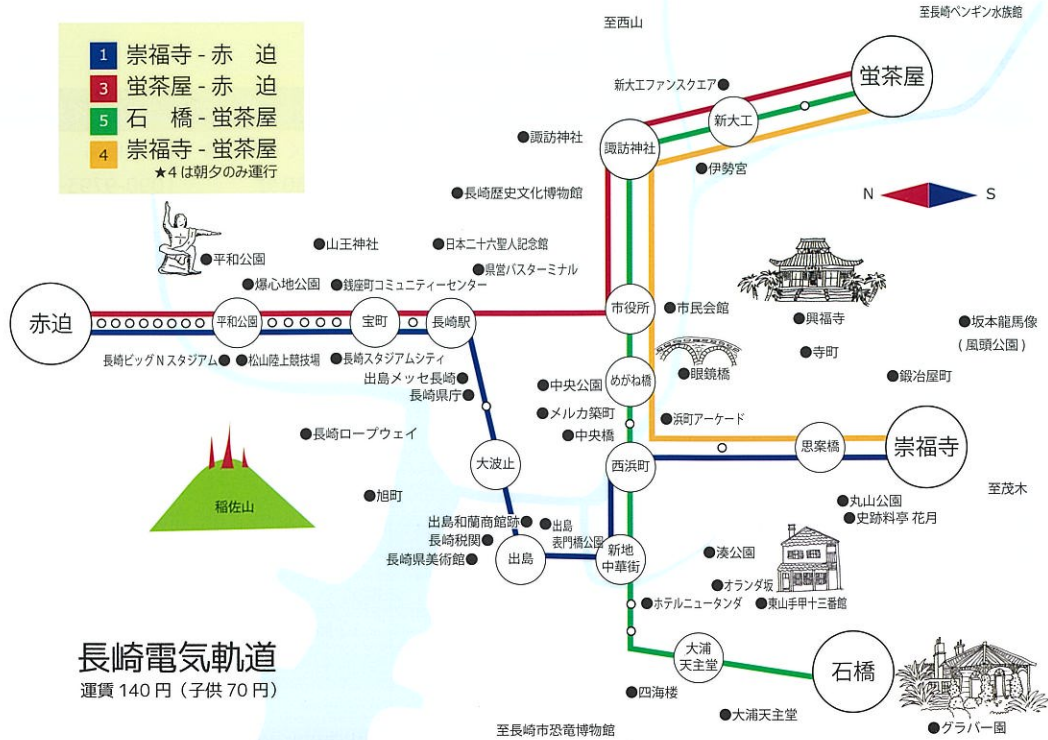 至長崎ペンギン水族館
至西山
1 崇福寺 - 赤　迫
3 蛍茶屋 - 赤　迫
5 石　橋 - 蛍茶屋
4 崇福寺 - 蛍茶屋
★4は朝夕のみ運行
蛍茶屋
新大工ファンスクエア●
新大工
●諏訪神社
諏訪神社
●伊勢宮
●長崎歴史文化博物館
N S
●山王神社
●日本二十六聖人記念館
●平和公園
●県営バスターミナル
●爆心地公園
●銭座町コミュニティーセンター
赤迫
平和公園
宝町
長崎駅
市役所
●市民会館
●興福寺
●坂本龍馬像
(風頭公園)
●寺町
長崎ビッグNスタジアム●
●松山陸上競技場
●長崎スタジアムシティ
出島メッセ長崎●
長崎県庁●
●中央公園
めがね橋
●眼鏡橋
●鍛冶屋町
●メルカ築町
●浜町アーケード
●中央橋
●長崎ロープウェイ
大波止
西浜町
思案橋
崇福寺
至茂木
稲佐山
●旭町
●丸山公園
●史跡料亭 花月
出島和蘭商館跡●
●出島
表門橋公園
長崎税関●
長崎県美術館●
出島
新地
中華街
●湊公園
●オランダ坂
●ホテルニュータンダ
●東山手甲十三番館
長崎電気軌道
運賃140円（子供70円）
大浦
天主堂
石橋
●四海楼
●大浦天主堂
●グラバー園
至長崎市恐竜博物館